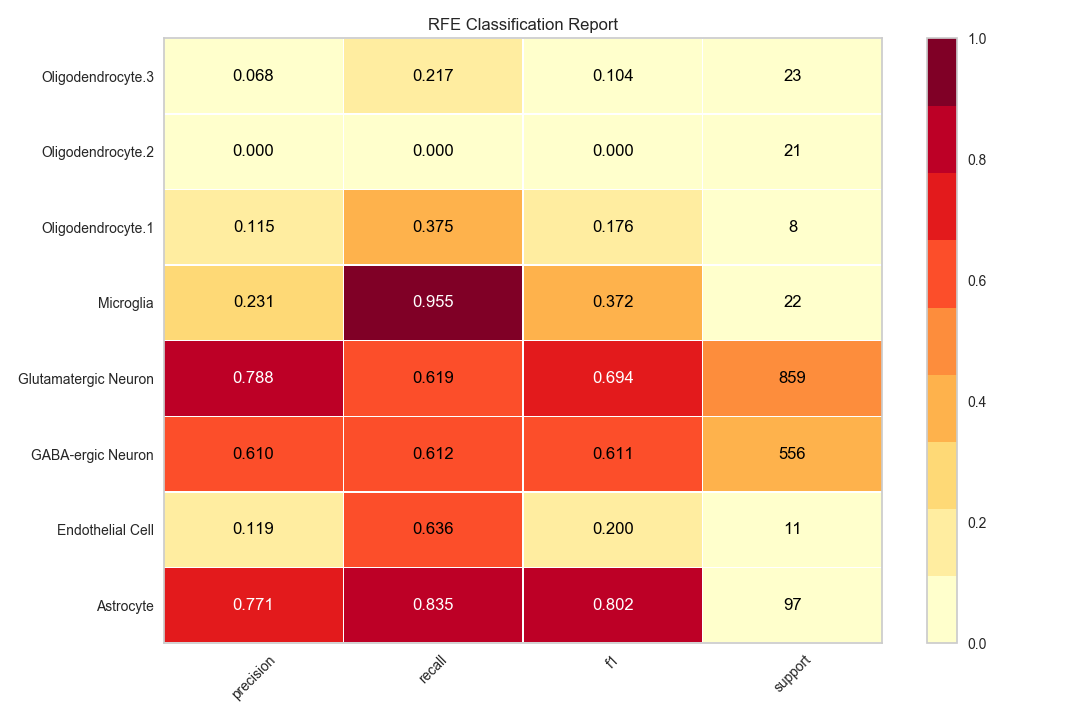 RFE Classification Report
Oligodendrocyte.3 0.068 0.217 0.104 23
Oligodendrocyte.2 0.000 0.000 0.000 21
Oligodendrocyte.1 0.115 0.375 0.176 8
Microglia 0.231 0.955 0.372 22
Glutamatergic Neuron 0.788 0.619 0.694 859
GABA-ergic Neuron 0.610 0.612 0.611 556
Endothelial Cell 0.119 0.636 0.200 11
Astrocyte 0.771 0.835 0.802 97
precision recall f1 support
1.0
0.8
0.6
0.4
0.2
0.0